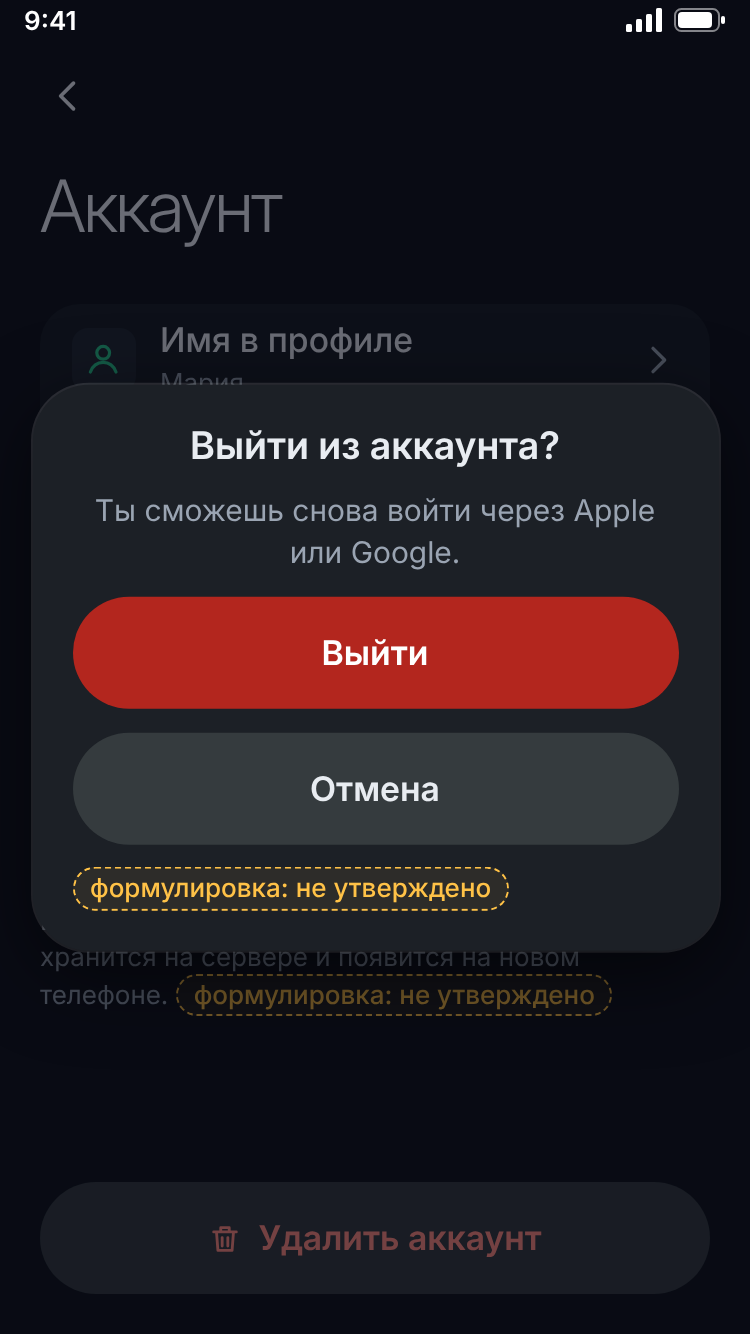 9:41
Аккаунт
Имя в профиле
Мария
Выйти из аккаунта?
Ты сможешь снова войти через Apple
или Google.
Выйти
Отмена
формулировка: не утверждено
хранится на сервере и появится на новом
телефоне. формулировка: не утверждено
Удалить аккаунт